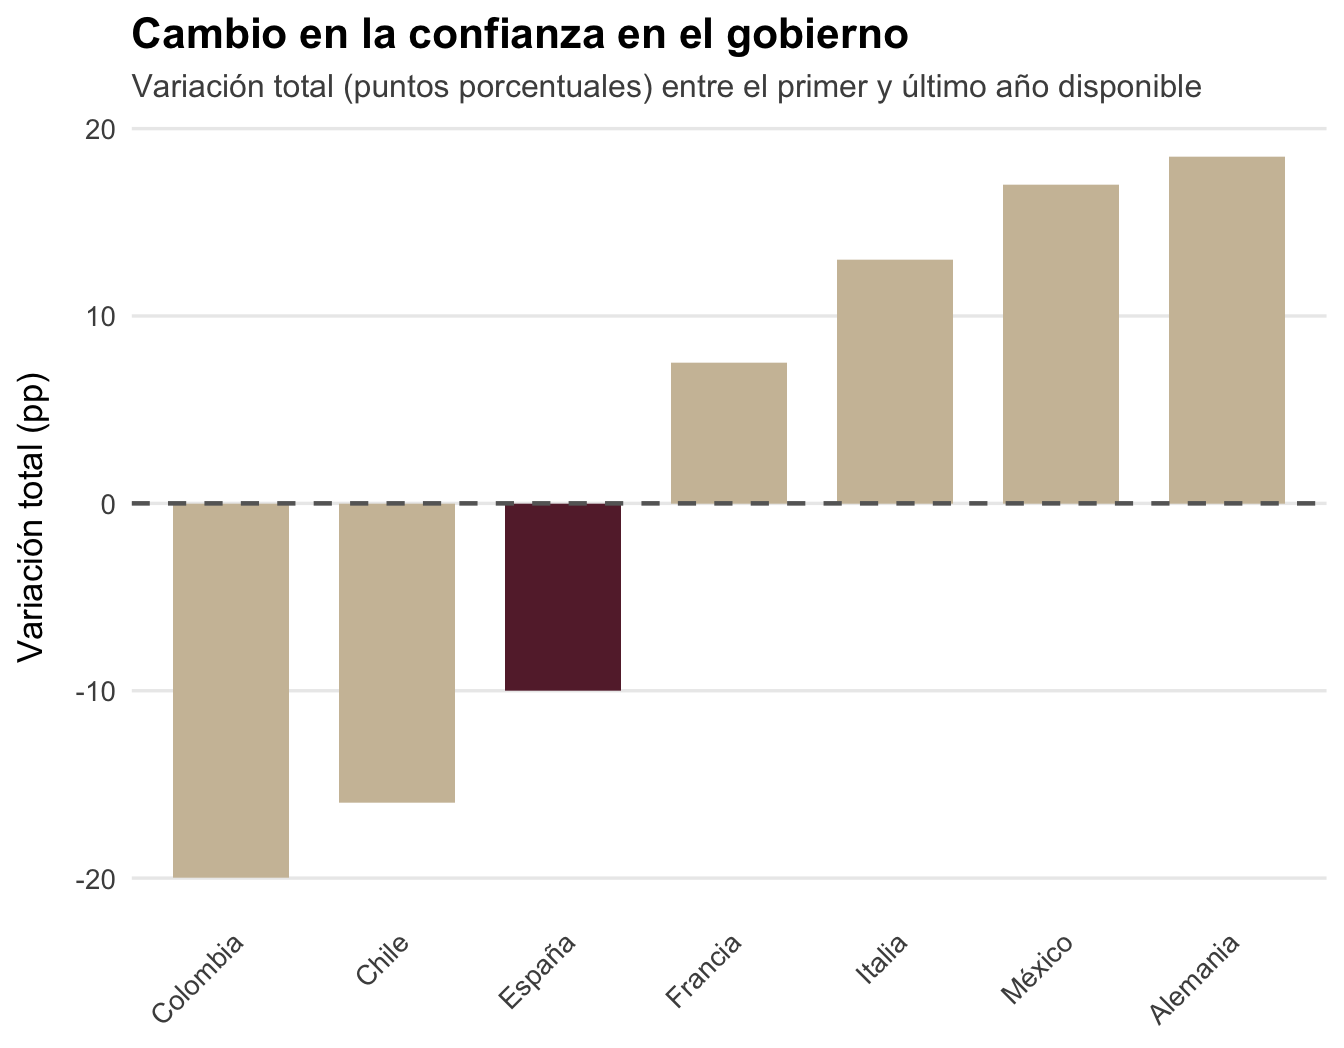 Cambio en la confianza en el gobierno
Variación total (puntos porcentuales) entre el primer y último año disponible
Variación total (pp)
20
10
0
-10
-20
Colombia
Chile
España
Francia
Italia
México
Alemania